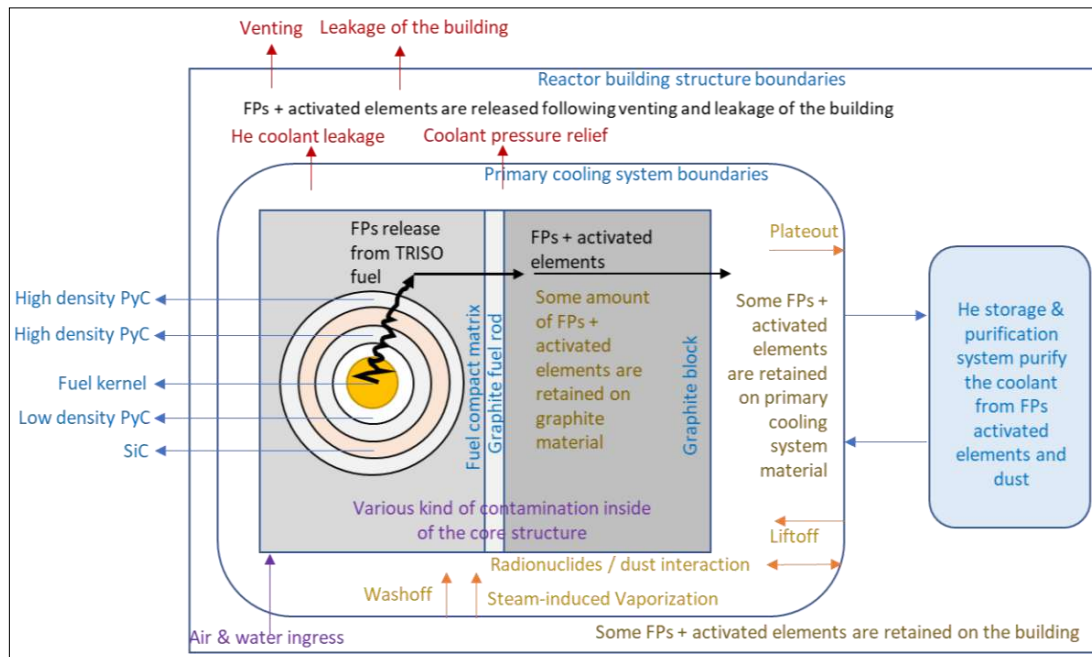 Venting
Leakage of the building
Reactor building structure boundaries
FPs + activated elements are released following venting and leakage of the building
He coolant leakage
Coolant pressure relief
Primary cooling system boundaries
FPs release
from TRISO
fuel
FPs + activated
elements
Plateout
High density PyC
High density PyC
Fuel kernel
Low density PyC
SiC
Fuel compact matrix
Graphite fuel rod
Some amount
of FPs +
activated
elements are
retained on
graphite
material
Graphite block
Some FPs +
activated
elements
are retained
on primary
cooling
system
material
He storage &
purification
system purify
the coolant
from FPs
activated
elements and
dust
Various kind of contamination inside
of the core structure
Liftoff
Radionuclides / dust interaction
Washoff
Steam-induced Vaporization
Air & water ingress
Some FPs + activated elements are retained on the building